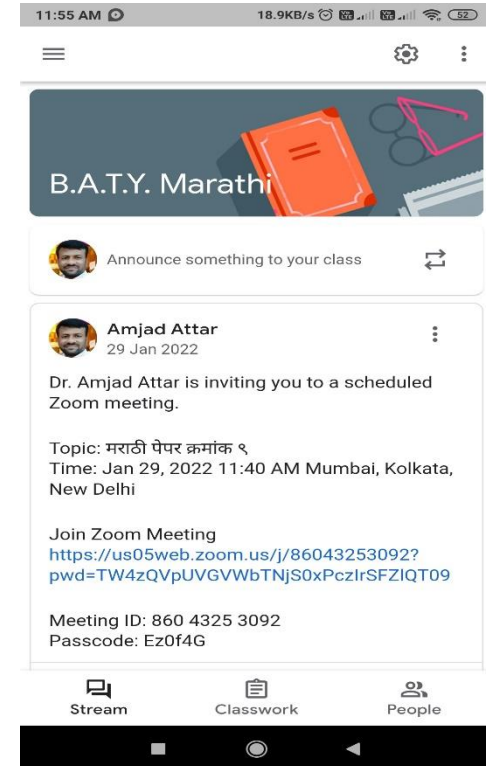 11:55 AM
18.9KB/s
52
B.A.T.Y. Marathi
Announce something to your class
Amjad Attar
29 Jan 2022
Dr. Amjad Attar is inviting you to a scheduled
Zoom meeting.
Topic: मराठी पेपर क्रमांक ९
Time: Jan 29, 2022 11:40 AM Mumbai, Kolkata,
New Delhi
Join Zoom Meeting
https://us05web.zoom.us/j/86043253092?
pwd=TW4zQVpUVGVWbTNjS0xPczIrSFZlQT09
Meeting ID: 860 4325 3092
Passcode: Ez0f4G
Stream
Classwork
People